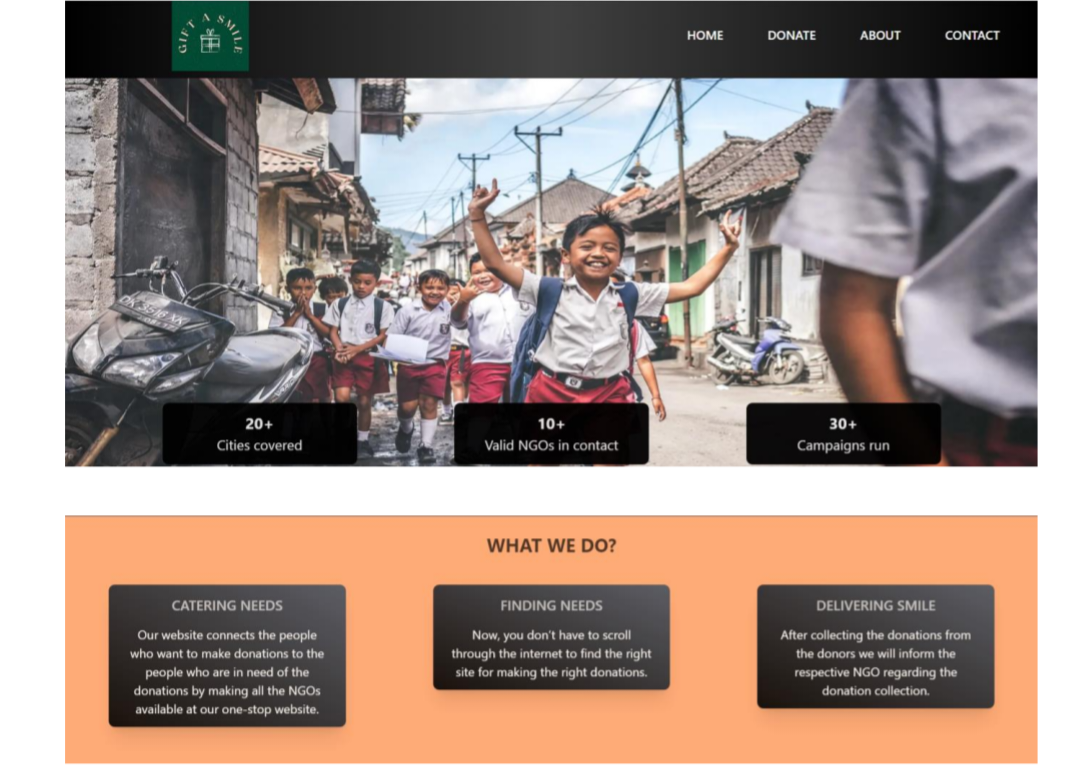 GIFT A SMILE
HOME DONATE ABOUT CONTACT
20+
Cities covered
10+
Valid NGOs in contact
30+
Campaigns run
WHAT WE DO?
CATERING NEEDS
Our website connects the people
who want to make donations to the
people who are in need of the
donations by making all the NGOs
available at our one-stop website.
FINDING NEEDS
Now, you don't have to scroll
through the internet to find the right
site for making the right donations.
DELIVERING SMILE
After collecting the donations from
the donors we will inform the
respective NGO regarding the
donation collection.